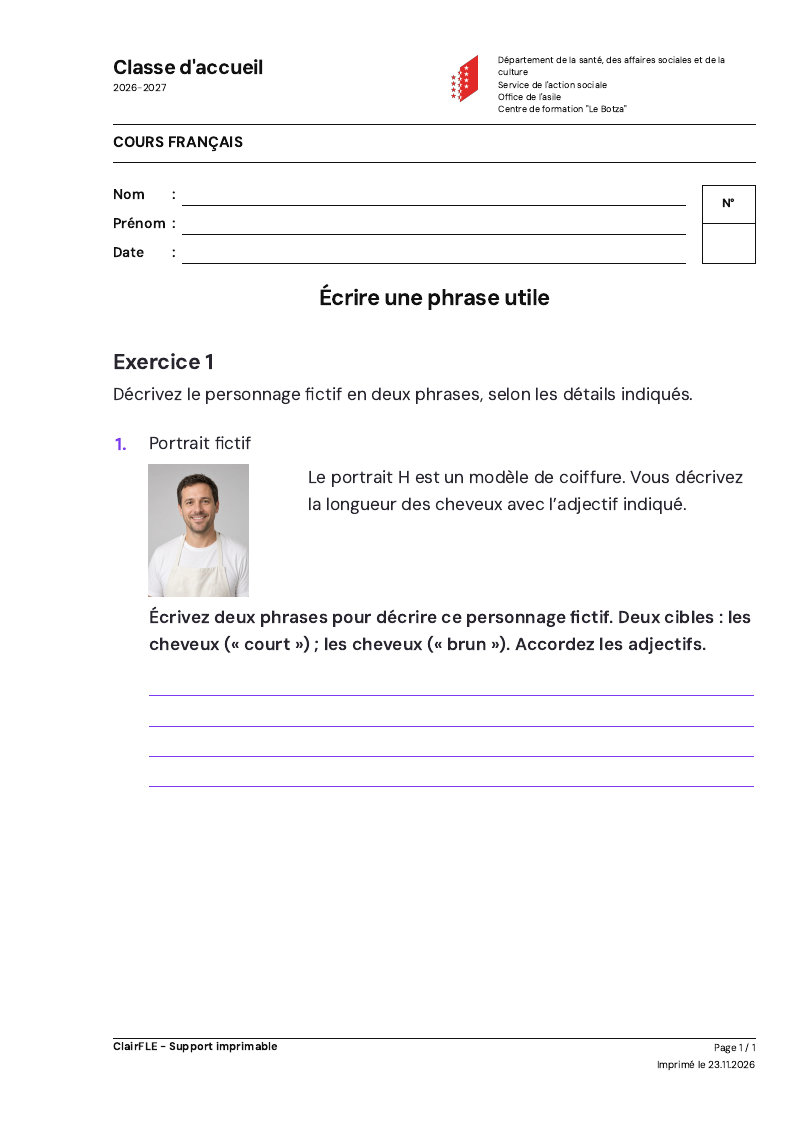 Classe d'accueil
2026-2027
Département de la santé, des affaires sociales et de la
culture
Service de l'action sociale
Office de l'asile
Centre de formation "Le Botza"
COURS FRANÇAIS
Nom :
Prénom :
Date :
N°
Écrire une phrase utile
Exercice 1
Décrivez le personnage fictif en deux phrases, selon les détails indiqués.
1. Portrait fictif
Le portrait H est un modèle de coiffure. Vous décrivez
la longueur des cheveux avec l’adjectif indiqué.
Écrivez deux phrases pour décrire ce personnage fictif. Deux cibles : les
cheveux (« court ») ; les cheveux (« brun »). Accordez les adjectifs.
ClairFLE - Support imprimable
Page 1 / 1
Imprimé le 23.11.2026